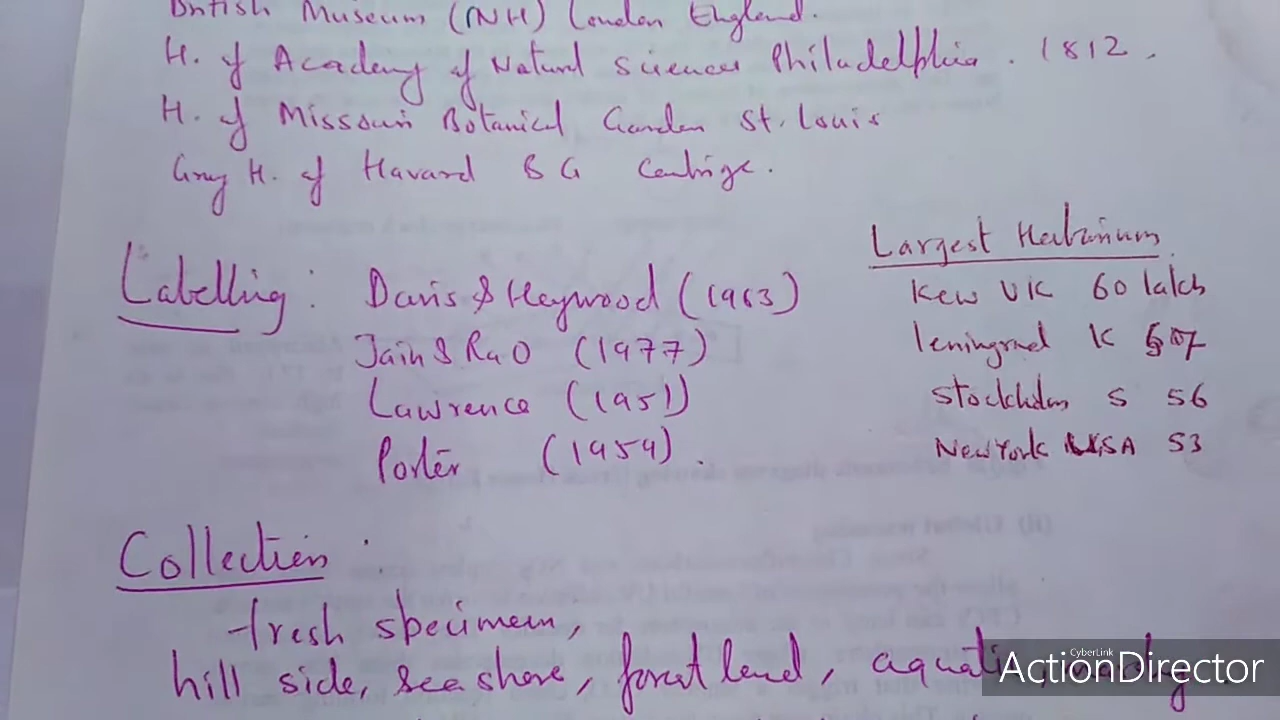 British Museum (NH) London England.
H. of Academy of Natural Sciences Philadelphia. 1812.
H. of Missouri Botanical Garden St. Louis
Gray H. of Havard B G
Largest Herbarium
Labelling: Davis & Heywood (1963)
Kew UK 60 lakh
Jain & Rao (1977)
Leningrad K
Lawrence (1951)
Stockholm S 56
Porter (1959).
New York USA 53
Collection:
fresh specimen,
hill side, sea shore, forest land, aquatic, marshy
CyberLink
ActionDirector